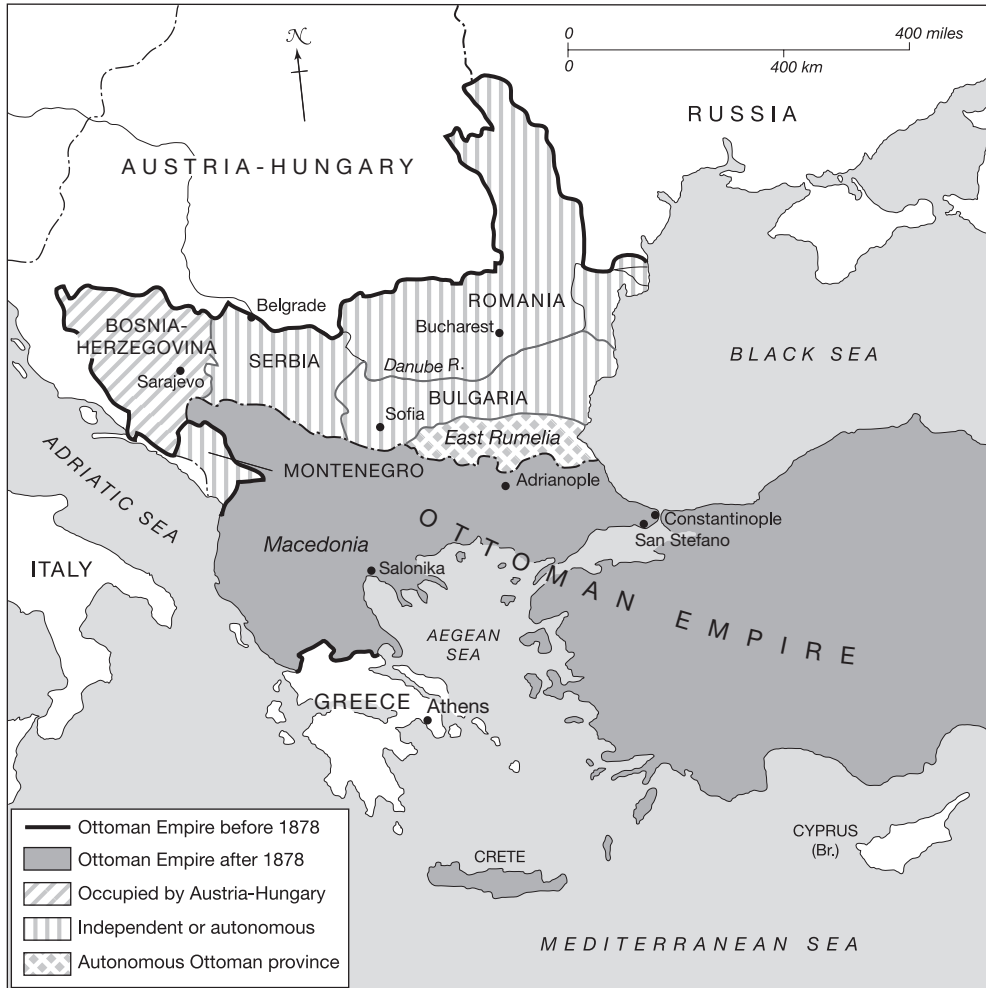 N
0 400 miles
0 400 km
RUSSIA
AUSTRIA-HUNGARY
ROMANIA
Belgrade
BOSNIA-
HERZEGOVINA
Bucharest
SERBIA
BLACK SEA
Danube R.
Sarajevo
BULGARIA
Sofia
East Rumelia
ADRIATIC SEA
MONTENEGRO
Adrianople
Constantinople
San Stefano
OTTOMAN EMPIRE
Macedonia
ITALY
Salonika
AEGEAN
SEA
GREECE
Athens
CYPRUS
(Br.)
CRETE
MEDITERRANEAN SEA
Ottoman Empire before 1878
Ottoman Empire after 1878
Occupied by Austria-Hungary
Independent or autonomous
Autonomous Ottoman province